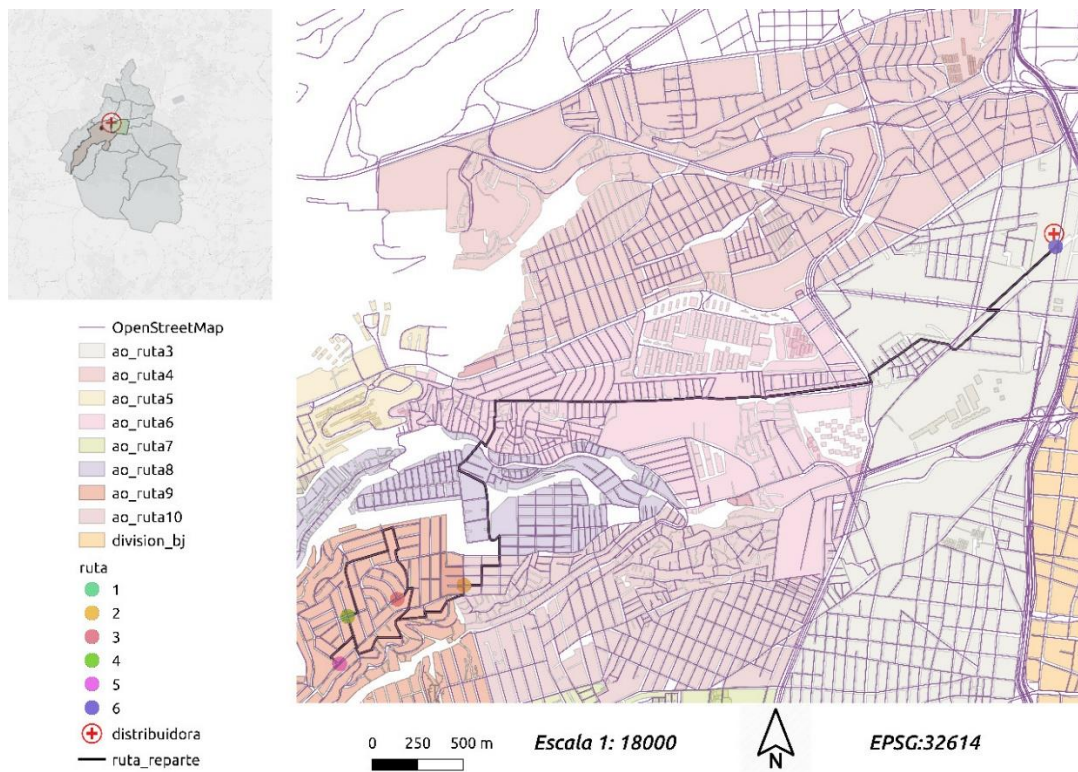 OpenStreetMap
ao_ruta3
ao_ruta4
ao_ruta5
ao_ruta6
ao_ruta7
ao_ruta8
ao_ruta9
ao_ruta10
division_bj
ruta
1
2
3
4
5
6
distribuidora
ruta_reparte
0 250 500 m
Escala 1: 18000
N
EPSG:32614